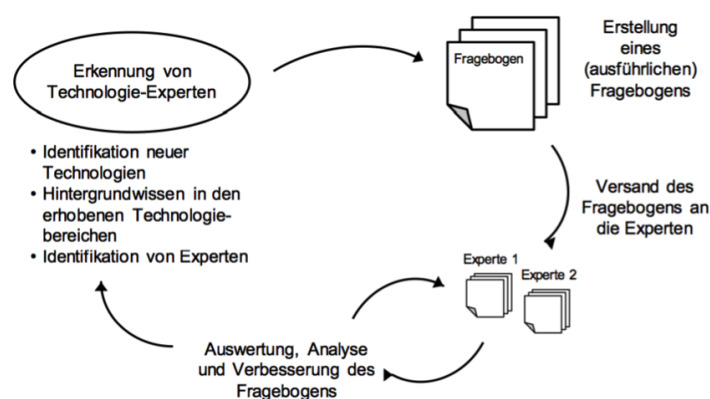 Erkennung von
Technologie-Experten
Fragebogen
Erstellung
eines
(ausführlichen)
Fragebogens
• Identifikation neuer
Technologien
• Hintergrundwissen in den
erhobenen Technologie-
bereichen
• Identifikation von Experten
Versand des
Fragebogens an
die Experten
Experte 1
Experte 2
Auswertung, Analyse
und Verbesserung des
Fragebogens